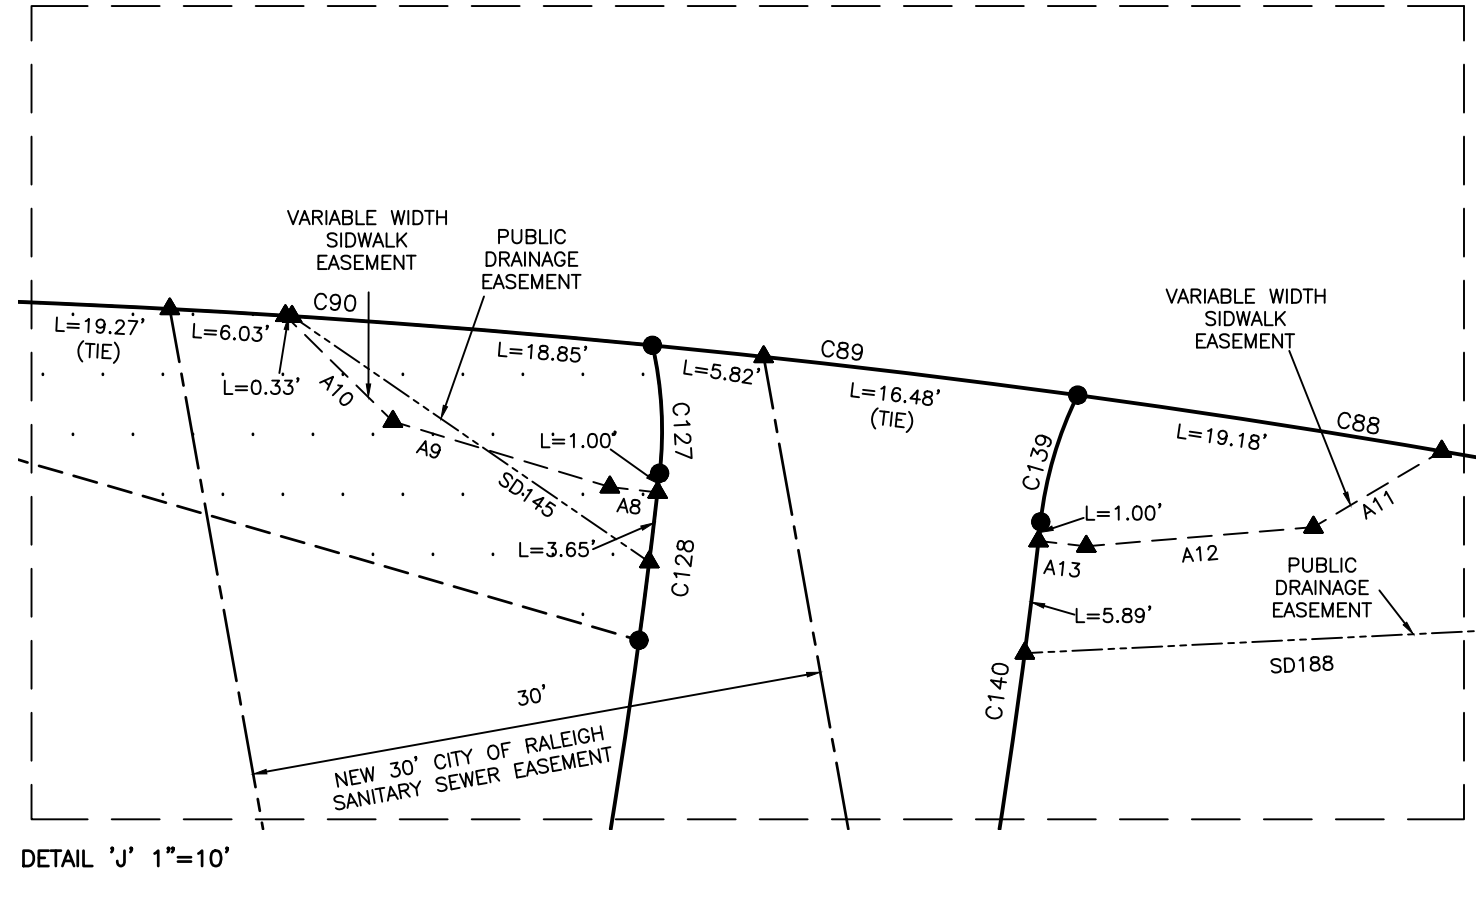 VARIABLE WIDTH
SIDWALK
EASEMENT
PUBLIC
DRAINAGE
EASEMENT
VARIABLE WIDTH
SIDWALK
EASEMENT
C90
L=19.27'
(TIE)
L=6.03'
L=0.33'
L=18.85'
C89
L=5.82'
L=16.48'
(TIE)
C88
L=19.18'
A10
A9
L=1.00'
C127
SD145
A8
L=3.65'
C128
C139
L=1.00'
A11
A12
A13
PUBLIC
DRAINAGE
EASEMENT
L=5.89'
SD188
C140
30'
NEW 30' CITY OF RALEIGH
SANITARY SEWER EASEMENT
DETAIL 'J' 1"=10'